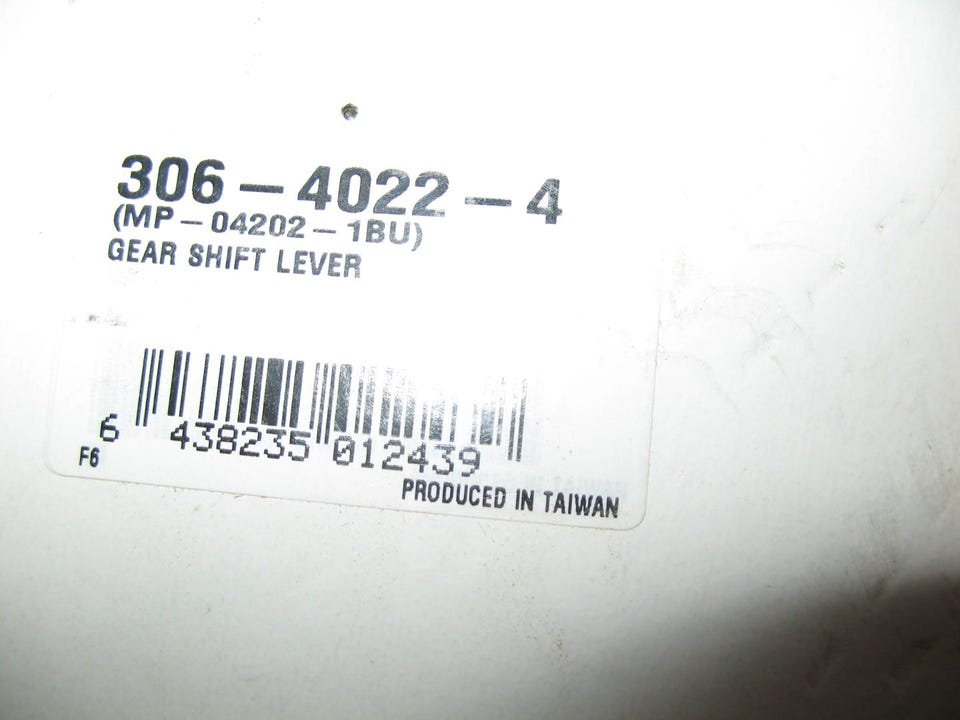 306-4022-4
(MP-04202-1BU)
GEAR SHIFT LEVER
6 438235 012439
F6
PRODUCED IN TAIWAN